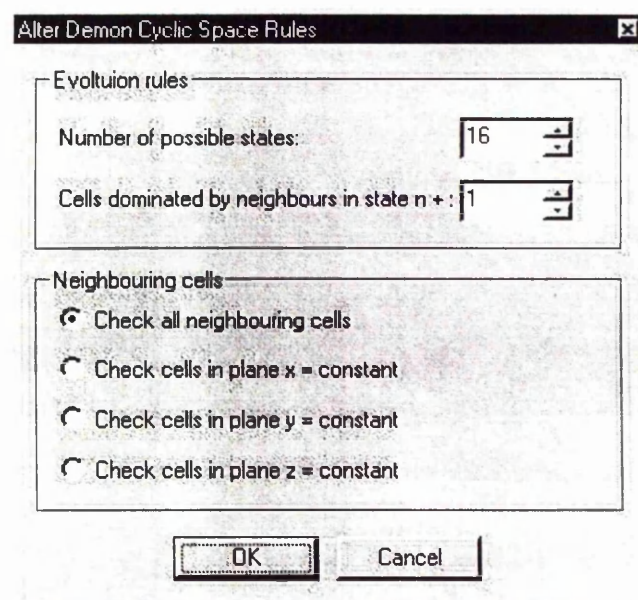 Alter Demon Cyclic Space Rules
Evoltuion rules
Number of possible states: 16
Cells dominated by neighbours in state n + : 1
Neighbouring cells
Check all neighbouring cells
Check cells in plane x = constant
Check cells in plane y = constant
Check cells in plane z = constant
OK Cancel